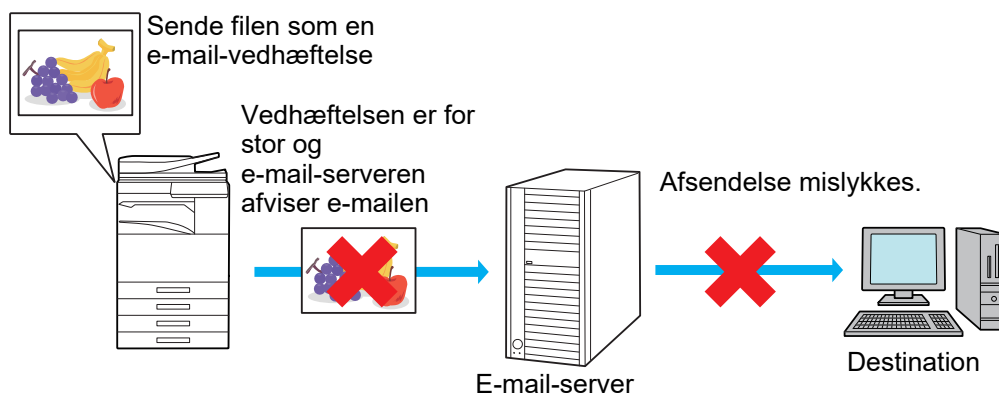 Sende filen som en
e-mail-vedhæftelse
Vedhæftelsen er for
stor og
e-mail-serveren
afviser e-mailen
Afsendelse mislykkes.
E-mail-server
Destination